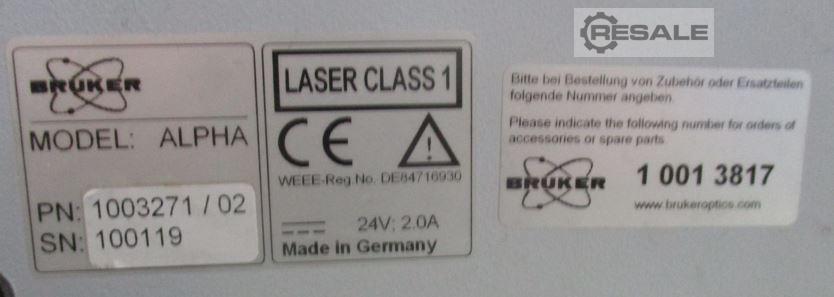 RESALE
BRUKER
MODEL: ALPHA
PN: 1003271 / 02
SN: 100119
LASER CLASS 1
CE
WEEE-Reg.No. DE84716930
24V; 2.0A
Made in Germany
Bitte bei Bestellung von Zubehör oder Ersatzteilen
folgende Nummer angeben.
Please indicate the following number for orders of
accessories or spare parts.
BRUKER 1 001 3817
www.brukeroptics.com